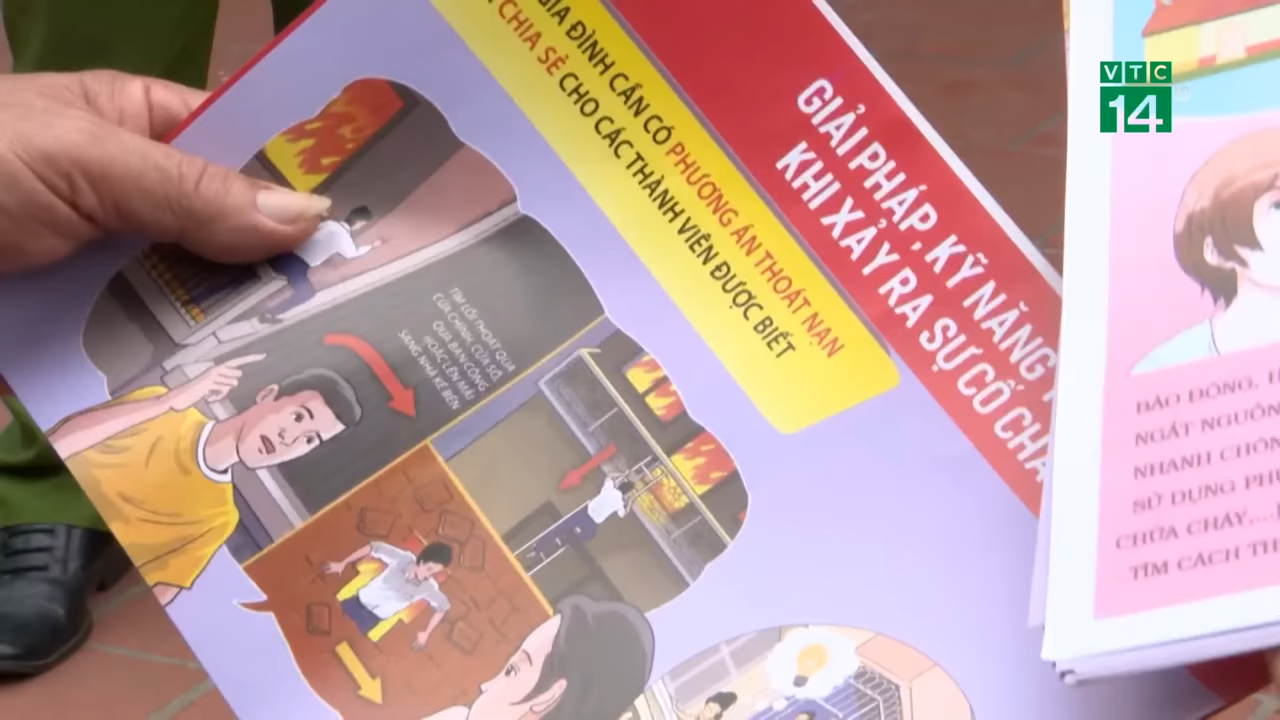 VTC
14
GIẢI PHÁP, KỸ NĂNG
KHI XẢY RA SỰ CỐ
GIA ĐÌNH CẦN CÓ PHƯƠNG ÁN THOÁT NẠN
CHIA SẺ CHO CÁC THÀNH VIÊN ĐƯỢC BIẾT
TÌM LỐI THOÁT QUA
CỬA CHÍNH, CỬA SỔ,
QUA BAN CÔNG
HOẶC LÊN MÁI
SANG NHÀ KẾ BÊN
BÁO ĐỘNG,
NGẮT NGUỒN
NHANH CHÓNG
SỬ DỤNG
CHỮA CHÁY....
TÌM CÁCH